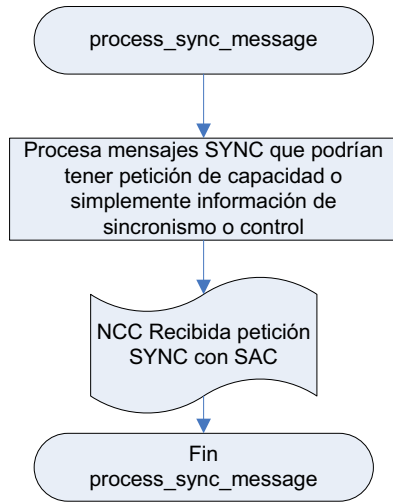 process_sync_message
Procesa mensajes SYNC que podrían
tener petición de capacidad o
simplemente información de
sincronismo o control
NCC Recibida petición
SYNC con SAC
Fin
process_sync_message